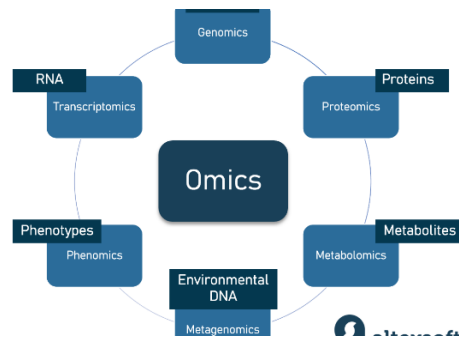 Genomics
RNA
Transcriptomics
Proteins
Proteomics
Omics
Phenotypes
Phenomics
Metabolites
Metabolomics
Environmental
DNA
Metagenomics